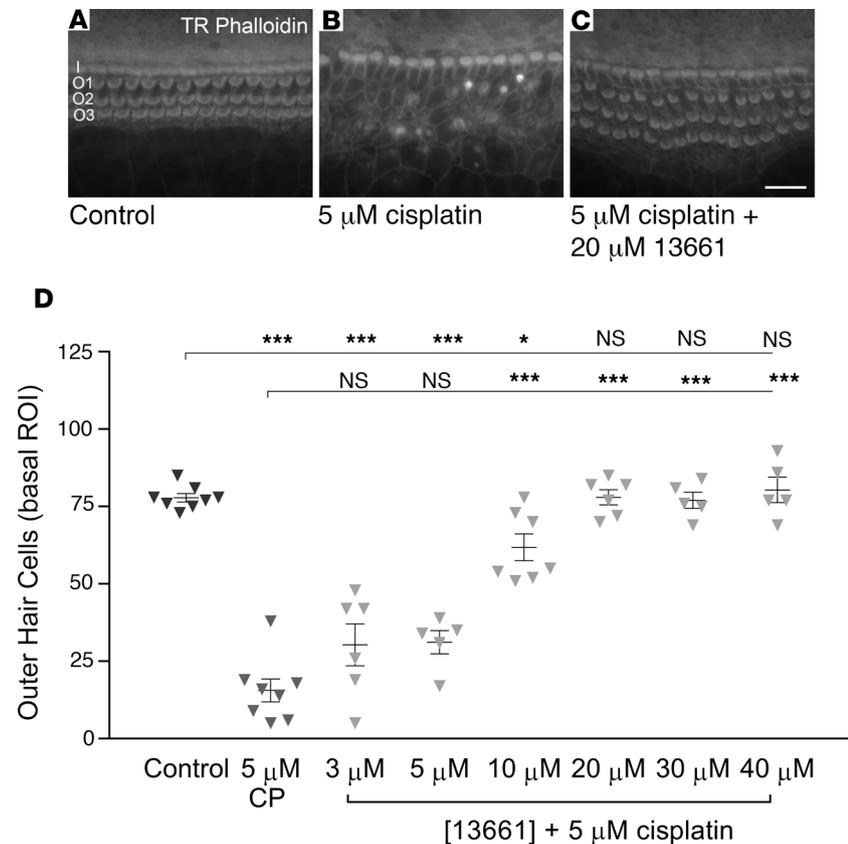 A
TR Phalloidin
I
O1
O2
O3
Control
B
5 μM cisplatin
C
5 μM cisplatin +
20 μM 13661
D
*** *** *** * NS NS NS
NS NS *** *** *** ***
Outer Hair Cells (basal ROI)
125
100
75
50
25
0
Control 5 μM 3 μM 5 μM 10 μM 20 μM 30 μM 40 μM
CP
[13661] + 5 μM cisplatin